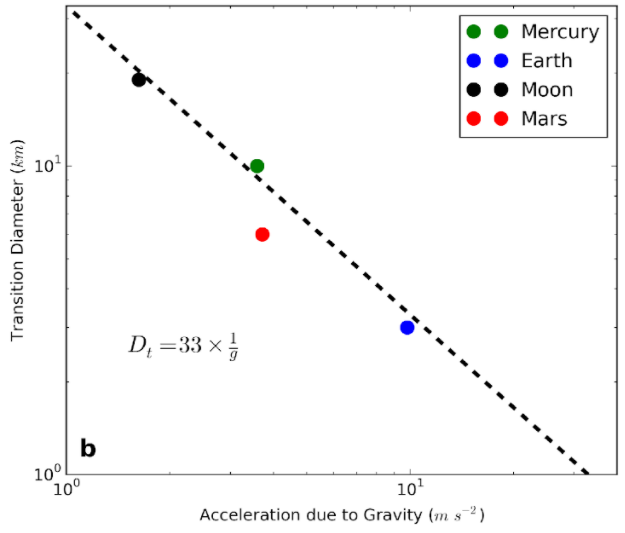 Mercury
Earth
Moon
Mars
Transition Diameter (km)
10¹
10⁰
D_t = 33 × 1/g
b
10⁰ 10¹
Acceleration due to Gravity (m s⁻²)